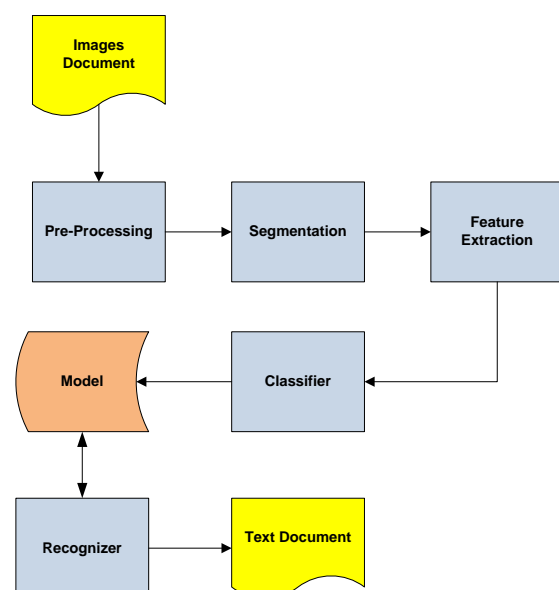 Images
Document
Pre-Processing
Segmentation
Feature
Extraction
Model
Classifier
Recognizer
Text Document